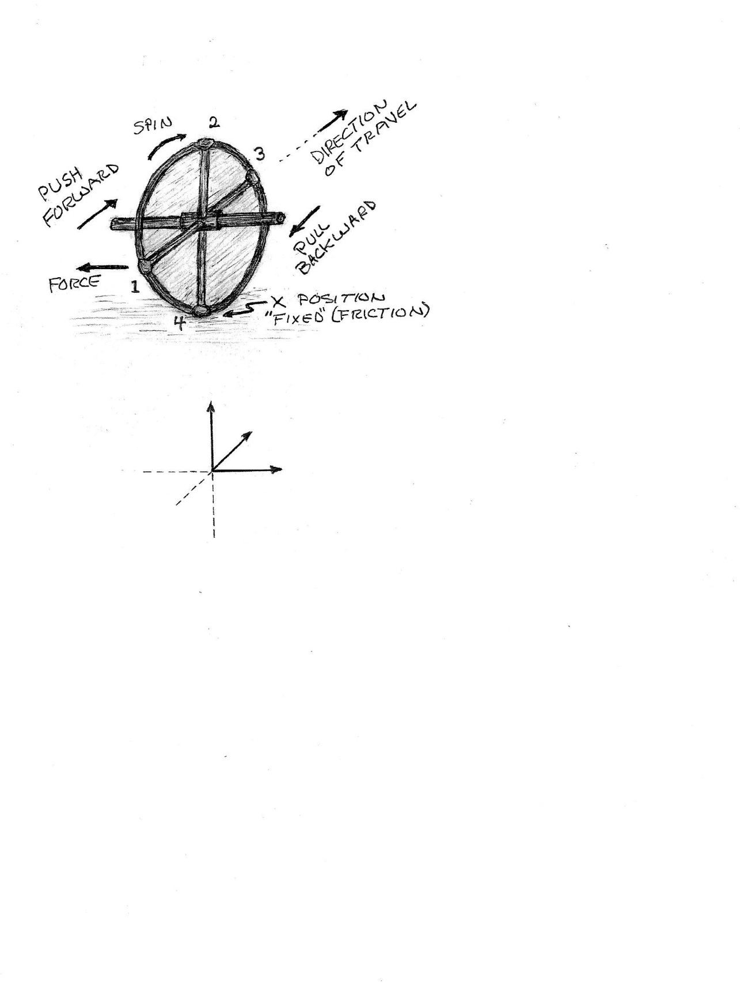 SPIN
2
3
DIRECTION
OF TRAVEL
PUSH
FORWARD
PULL
BACKWARD
FORCE
1
X POSITION
"FIXED" (FRICTION)
4